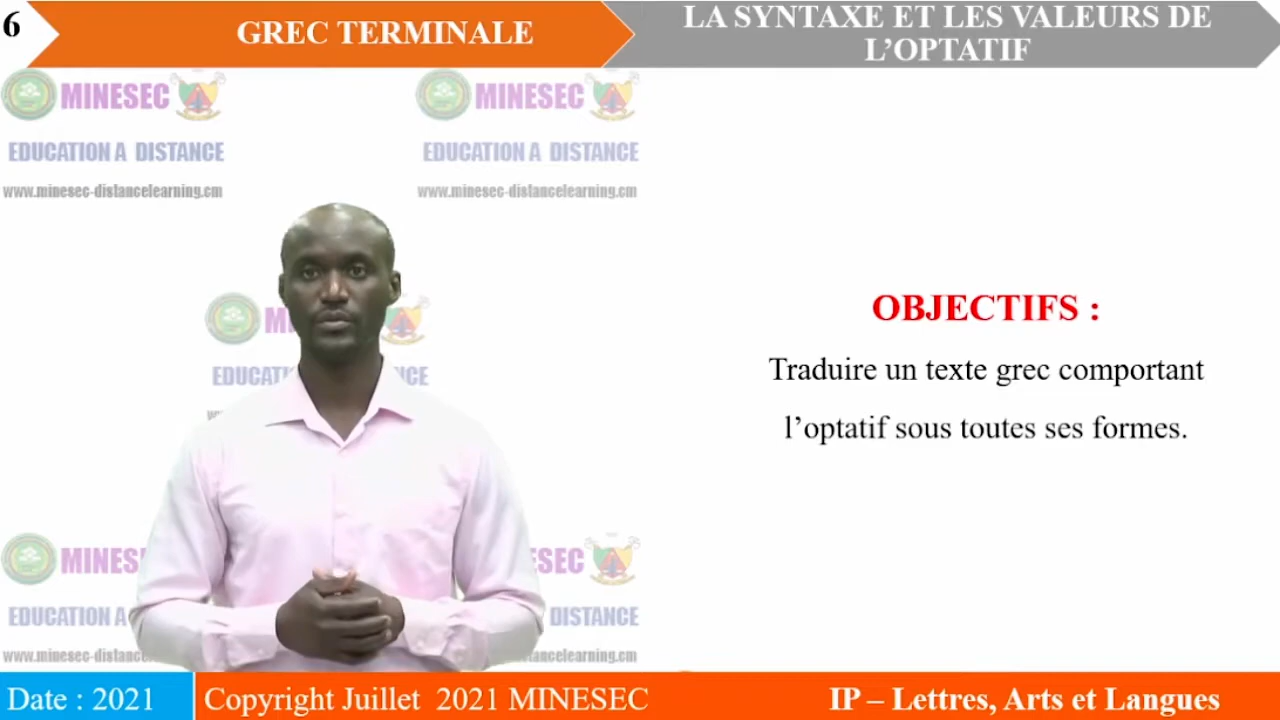 6
GREC TERMINALE
LA SYNTAXE ET LES VALEURS DE
L’OPTATIF
MINESEC
MINESEC
EDUCATION A DISTANCE
EDUCATION A DISTANCE
www.minesec-distancelearning.cm
www.minesec-distancelearning.cm
OBJECTIFS :
Traduire un texte grec comportant
l’optatif sous toutes ses formes.
EDUCATION A
DISTANCE
Date : 2021
Copyright Juillet 2021 MINESEC
IP – Lettres, Arts et Langues